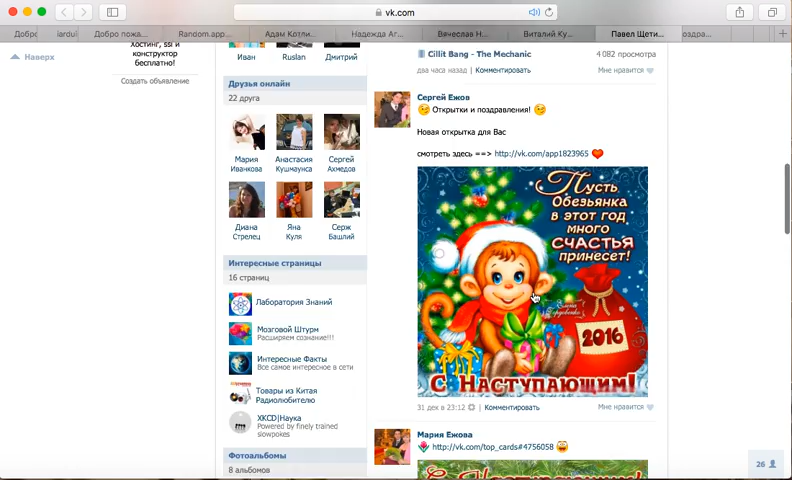 vk.com
Добро
iardui
Добро пожа...
Random.app...
Адам Котли...
Надежда Аг...
Вячеслав Н...
Виталий Ку...
Павел Щети...
оздра...
Наверх
Хостинг, ssl и
конструктор
бесплатно!
Создать объявление
Иван
Ruslan
Дмитрий
Друзья онлайн
22 друга
Мария
Иванкова
Анастасия
Кушмаунса
Сергей
Ахмедов
Диана
Стрелец
Яна
Куля
Серж
Башлий
Интересные страницы
16 страниц
Лаборатория Знаний
Мозговой Штурм
Расширяем сознание!!!
Интересные Факты
Все самое интересное в сети
Товары из Китая
Радиолюбителю
XKCD|Наука
Powered by finely trained
slowpokes
Фотоальбомы
8 альбомов
Cillit Bang - The Mechanic
4 082 просмотра
два часа назад | Комментировать
Мне нравится
Сергей Ежов
Открытки и поздравления!
Новая открытка для Вас
смотреть здесь ==> http://vk.com/app1823965
Пусть
Обезьянка
в этот год
много
СЧАСТЬЯ
принесет!
2016
С Наступающим!
31 дек в 23:12
Комментировать
Мне нравится
Мария Ежова
http://vk.com/top_cards#4756058
26